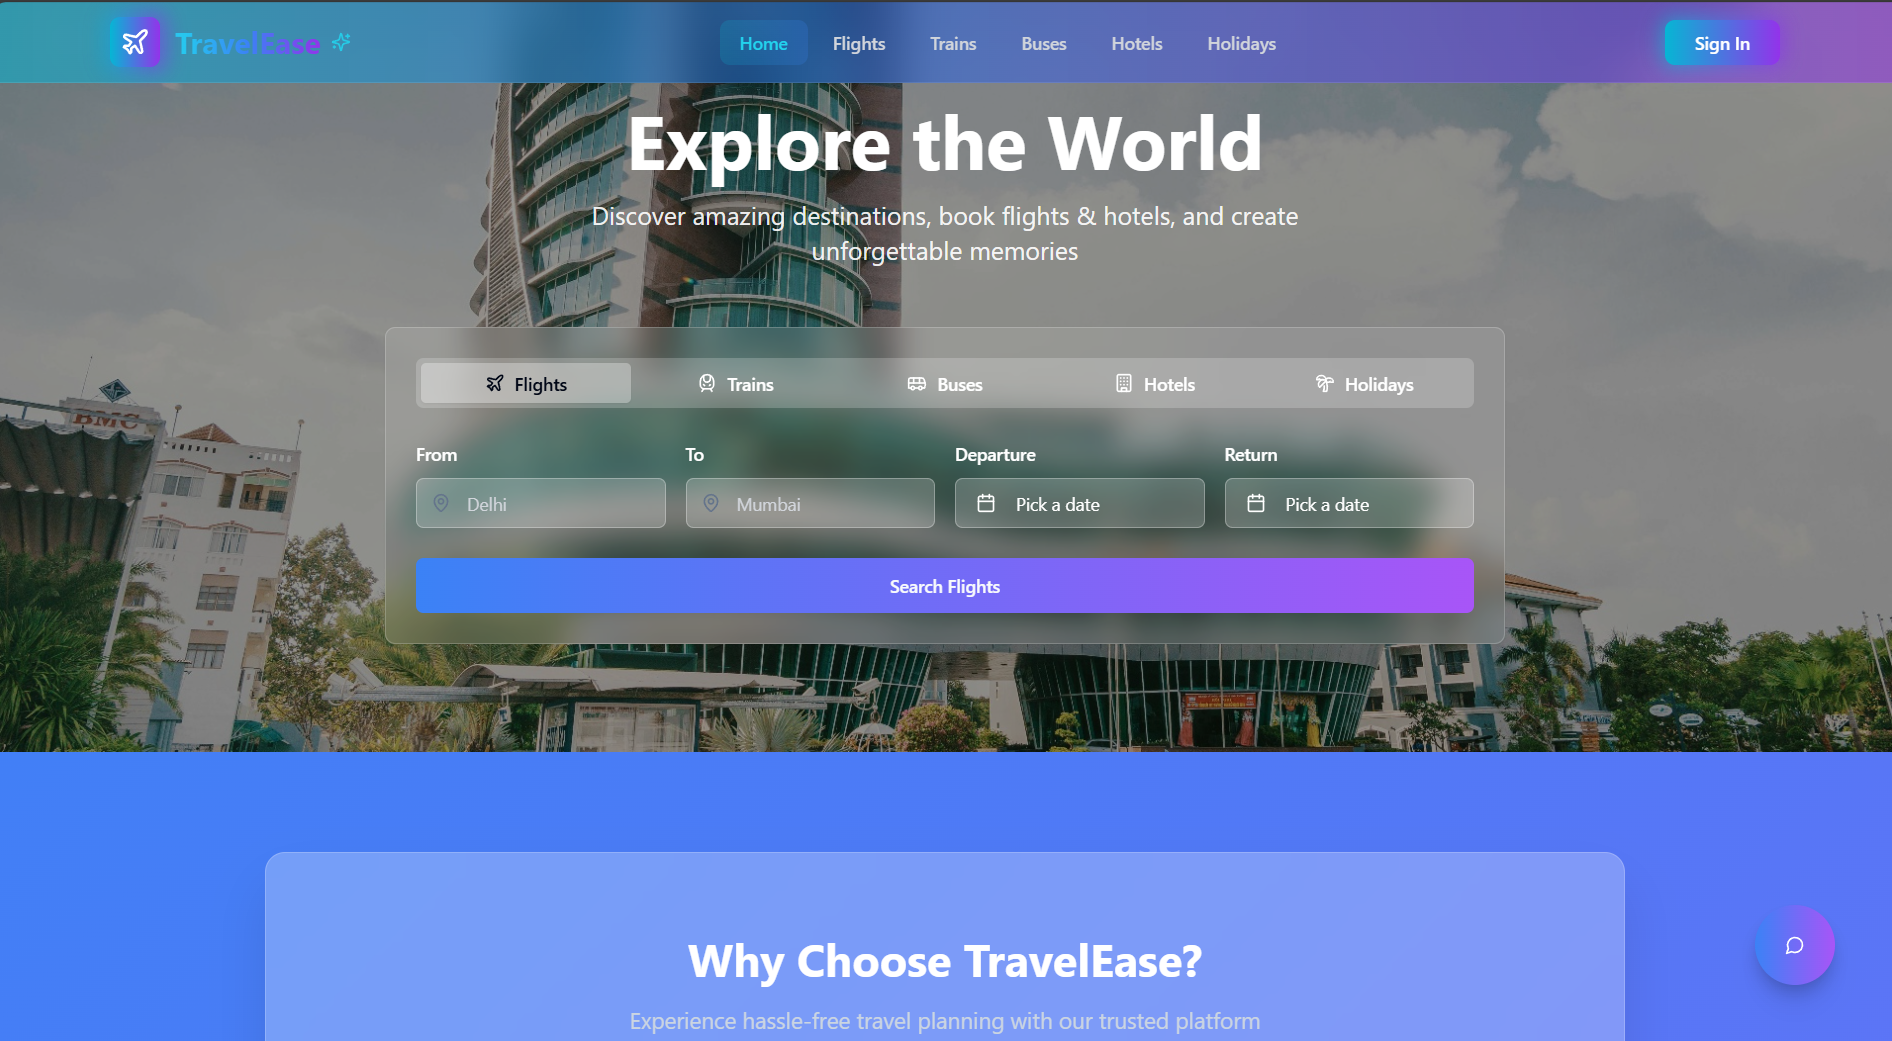 TravelEase
Home
Flights
Trains
Buses
Hotels
Holidays
Sign In
Explore the World
Discover amazing destinations, book flights & hotels, and create
unforgettable memories
BMC
Flights
Trains
Buses
Hotels
Holidays
From
To
Departure
Return
Delhi
Mumbai
Pick a date
Pick a date
Search Flights
Why Choose TravelEase?
Experience hassle-free travel planning with our trusted platform